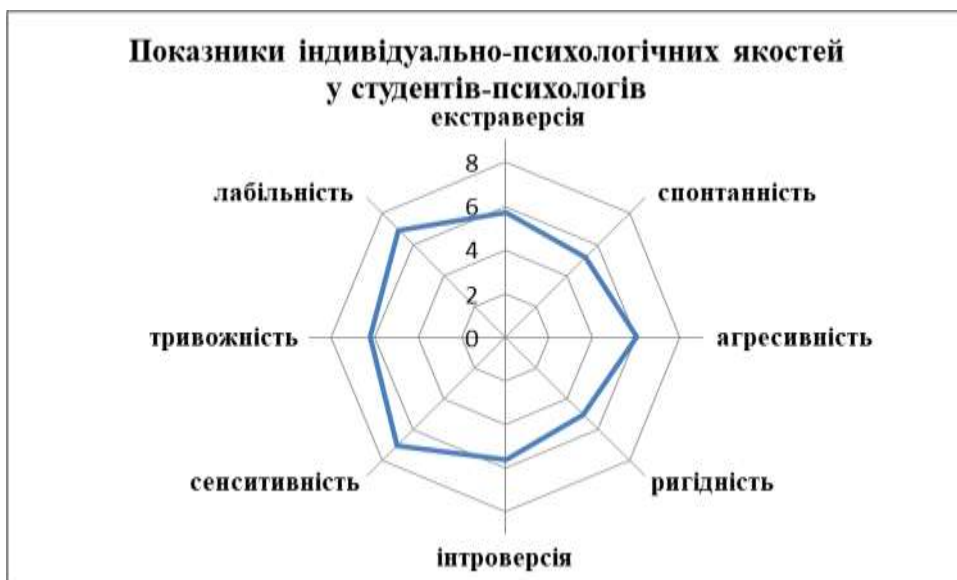 Показники індивідуально-психологічних якостей
у студентів-психологів
екстраверсія
8
лабільність
спонтанність
6
4
2
тривожність
0
агресивність
сенситивність
ригідність
інтроверсія